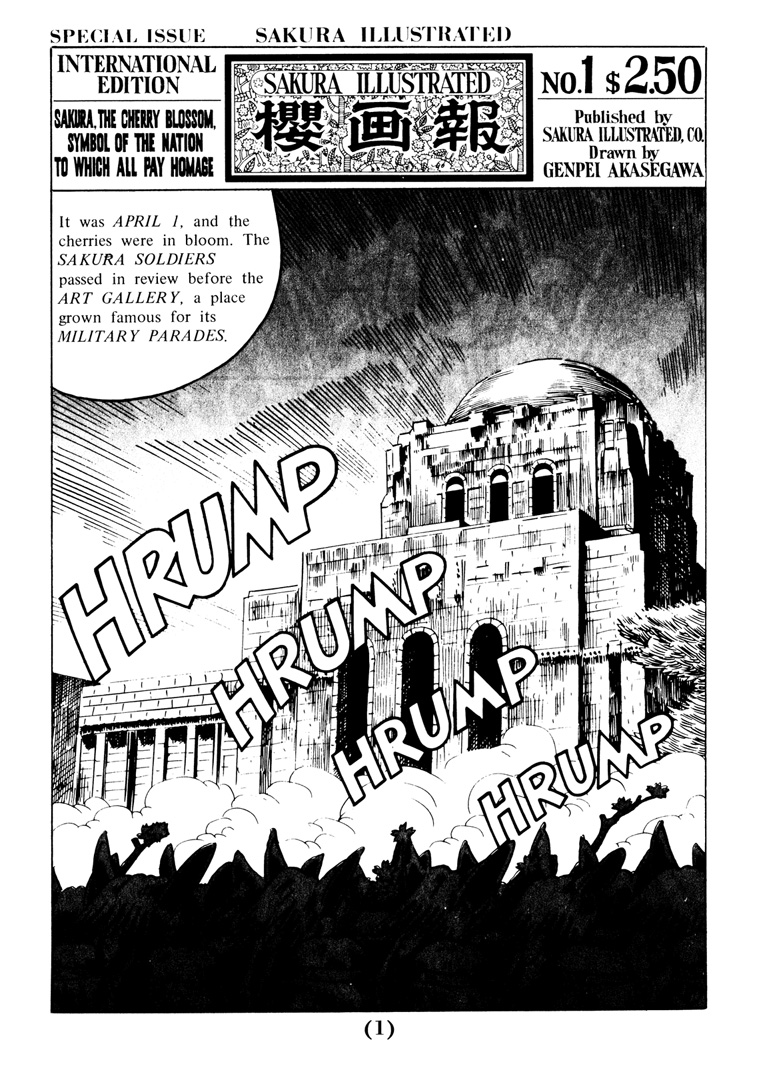 SPECIAL ISSUE SAKURA ILLUSTRATED
INTERNATIONAL
EDITION
SAKURA, THE CHERRY BLOSSOM,
SYMBOL OF THE NATION
TO WHICH ALL PAY HOMAGE
SAKURA ILLUSTRATED
櫻画報
NO.1 $2.50
Published by
SAKURA ILLUSTRATED, CO.
Drawn by
GENPEI AKASEGAWA
It was APRIL 1, and the
cherries were in bloom. The
SAKURA SOLDIERS
passed in review before the
ART GALLERY, a place
grown famous for its
MILITARY PARADES.
HRUMP
HRUMP
HRUMP
HRUMP
(1)